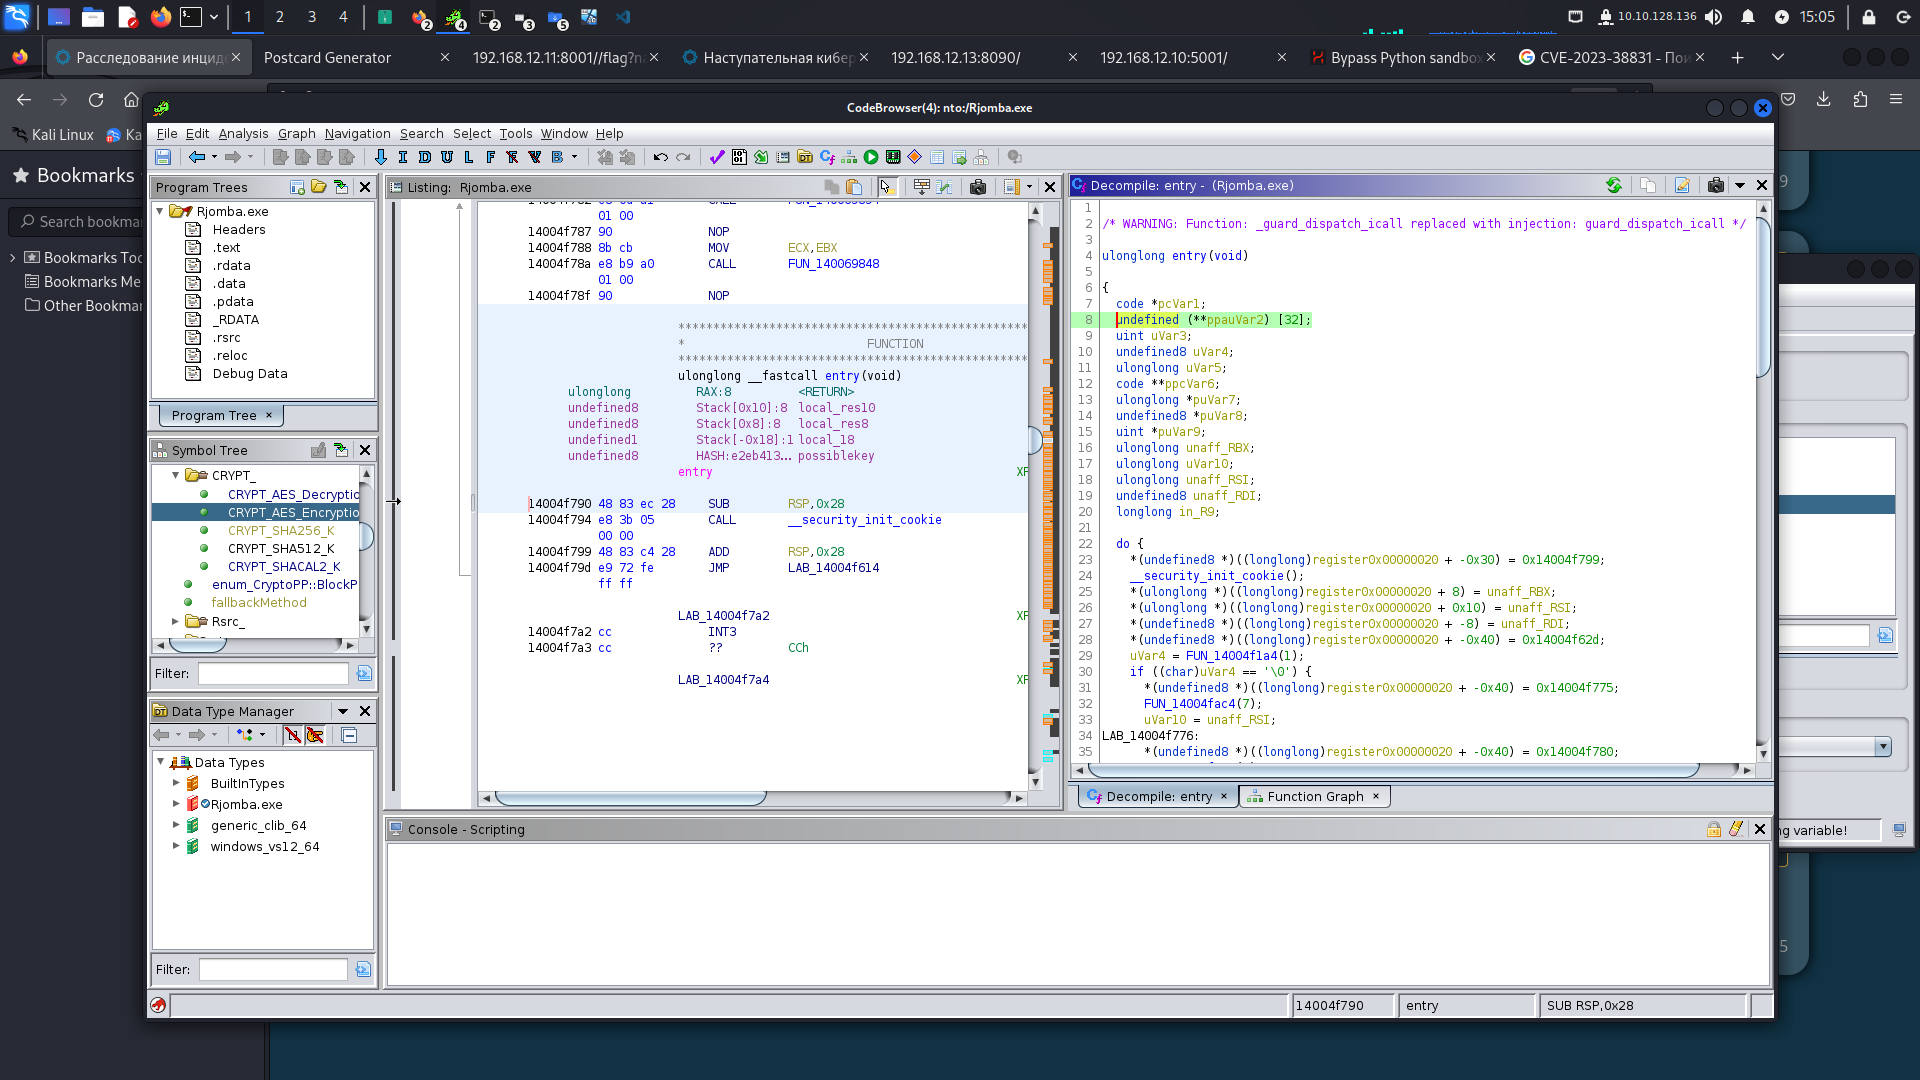 1 2 3 4 2 4 2 3 5 10.10.128.136 15:05
Расследование инциде Postcard Generator 192.168.12.11:8001//flag?n Наступательная кибер 192.168.12.13:8090/ 192.168.12.10:5001/ Bypass Python sandbox CVE-2023-38831 - Пои
CodeBrowser(4): nto:/Rjomba.exe
Kali Linux Ka
File Edit Analysis Graph Navigation Search Select Tools Window Help
I D U L F V B
Bookmarks
Search bookma
Bookmarks Too
Bookmarks Me
Other Bookmar
Program Trees
Rjomba.exe
Headers
.text
.rdata
.data
.pdata
_RDATA
.rsrc
.reloc
Debug Data
Program Tree ×
Symbol Tree
CRYPT_
CRYPT_AES_Decryptio
CRYPT_AES_Encryptio
CRYPT_SHA256_K
CRYPT_SHA512_K
CRYPT_SHACAL2_K
enum_CryptoPP::BlockP
fallbackMethod
Rsrc_
Filter:
Data Type Manager
Data Types
BuiltInTypes
Rjomba.exe
generic_clib_64
windows_vs12_64
Filter:
Listing: Rjomba.exe
01 00
14004f787 90 NOP
14004f788 8b cb MOV ECX,EBX
14004f78a e8 b9 a0 CALL FUN_140069848
01 00
14004f78f 90 NOP
**************************************************
* FUNCTION
**************************************************
ulonglong __fastcall entry(void)
ulonglong RAX:8 <RETURN>
undefined8 Stack[0x10]:8 local_res10
undefined8 Stack[0x8]:8 local_res8
undefined1 Stack[-0x18]:1 local_18
undefined8 HASH:e2eb413... possiblekey
entry XF
14004f790 48 83 ec 28 SUB RSP,0x28
14004f794 e8 3b 05 CALL __security_init_cookie
00 00
14004f799 48 83 c4 28 ADD RSP,0x28
14004f79d e9 72 fe JMP LAB_14004f614
ff ff
LAB_14004f7a2 XF
14004f7a2 cc INT3
14004f7a3 cc ?? CCh
LAB_14004f7a4 XF
Decompile: entry - (Rjomba.exe)
1
2 /* WARNING: Function: _guard_dispatch_icall replaced with injection: guard_dispatch_icall */
3
4 ulonglong entry(void)
5
6 {
7 code *pcVar1;
8 undefined (**ppauVar2) [32];
9 uint uVar3;
10 undefined8 uVar4;
11 ulonglong uVar5;
12 code **ppcVar6;
13 ulonglong *puVar7;
14 undefined8 *puVar8;
15 uint *puVar9;
16 ulonglong unaff_RBX;
17 ulonglong uVar10;
18 ulonglong unaff_RSI;
19 undefined8 unaff_RDI;
20 longlong in_R9;
21
22 do {
23 *(undefined8 *)((longlong)register0x00000020 + -0x30) = 0x14004f799;
24 __security_init_cookie();
25 *(ulonglong *)((longlong)register0x00000020 + 8) = unaff_RBX;
26 *(ulonglong *)((longlong)register0x00000020 + 0x10) = unaff_RSI;
27 *(undefined8 *)((longlong)register0x00000020 + -8) = unaff_RDI;
28 *(undefined8 *)((longlong)register0x00000020 + -0x40) = 0x14004f62d;
29 uVar4 = FUN_14004f1a4(1);
30 if ((char)uVar4 == '\0') {
31 *(undefined8 *)((longlong)register0x00000020 + -0x40) = 0x14004f775;
32 FUN_14004fac4(7);
33 uVar10 = unaff_RSI;
34 LAB_14004f776:
35 *(undefined8 *)((longlong)register0x00000020 + -0x40) = 0x14004f780;
Decompile: entry × Function Graph ×
Console - Scripting
14004f790 entry SUB RSP,0x28
9
ng variable!
5